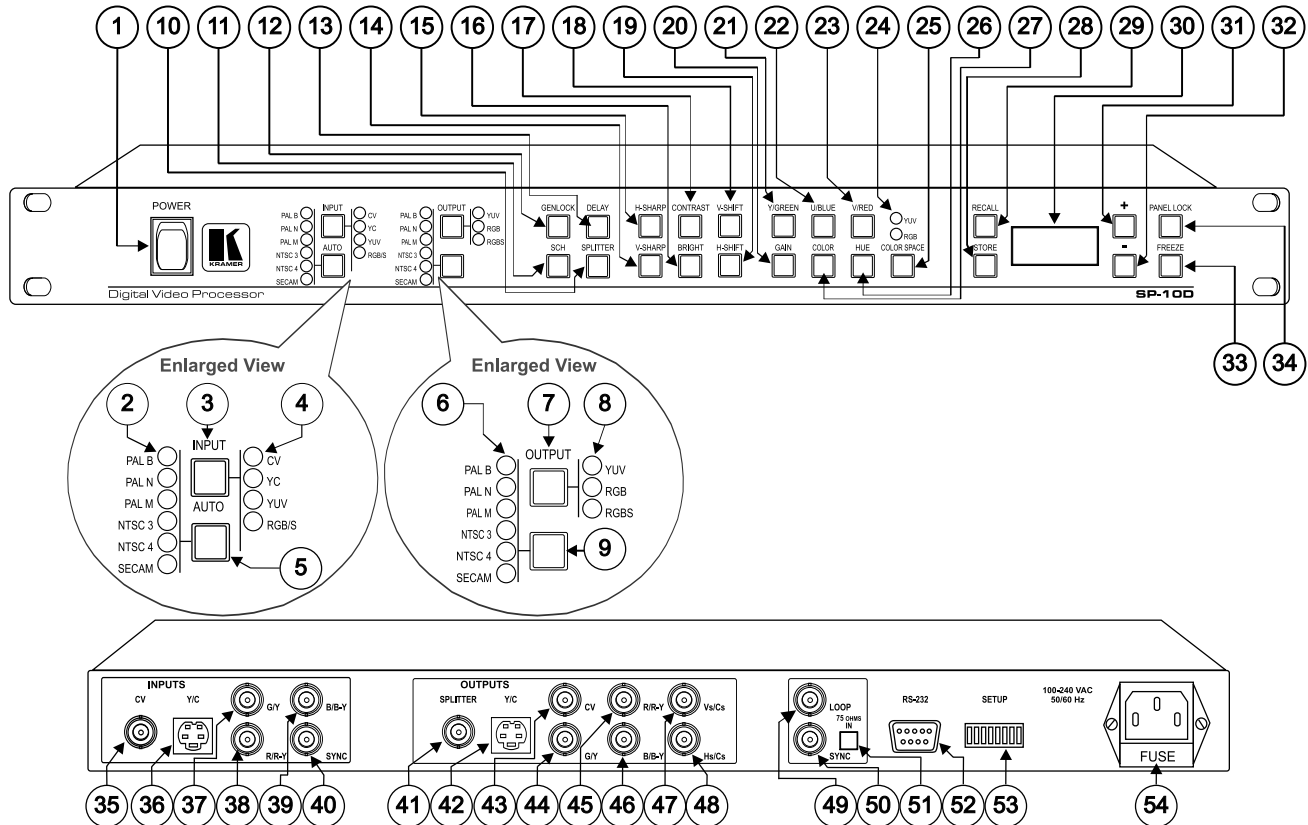 1 10 11 12 13 14 15 16 17 18 19 20 21 22 23 24 25 26 27 28 29 30 31 32
POWER
KRAMER
PAL B
PAL N
PAL M
NTSC 3
NTSC 4
SECAM
INPUT
AUTO
CV
YC
YUV
RGB/S
PAL B
PAL N
PAL M
NTSC 3
NTSC 4
SECAM
OUTPUT
YUV
RGB
RGBS
GENLOCK DELAY H-SHARP CONTRAST V-SHIFT Y/GREEN U/BLUE V/RED
YUV
RGB
SCH SPLITTER V-SHARP BRIGHT H-SHIFT GAIN COLOR HUE COLOR SPACE
RECALL
STORE
+
-
PANEL LOCK
FREEZE
Digital Video Processor
SP-10D
33 34
Enlarged View
2 3 4
INPUT
PAL B
PAL N
PAL M
NTSC 3
NTSC 4
SECAM
AUTO
CV
YC
YUV
RGB/S
5
Enlarged View
6 7 8
OUTPUT
PAL B
PAL N
PAL M
NTSC 3
NTSC 4
SECAM
YUV
RGB
RGBS
9
INPUTS
CV Y/C G/Y B/B-Y
R/R-Y SYNC
OUTPUTS
SPLITTER Y/C CV R/R-Y Vs/Cs
G/Y B/B-Y Hs/Cs
LOOP
75 OHMS
IN
SYNC
RS-232
SETUP
100-240 VAC
50/60 Hz
FUSE
35 36 37 38 39 40 41 42 43 44 45 46 47 48 49 50 51 52 53 54